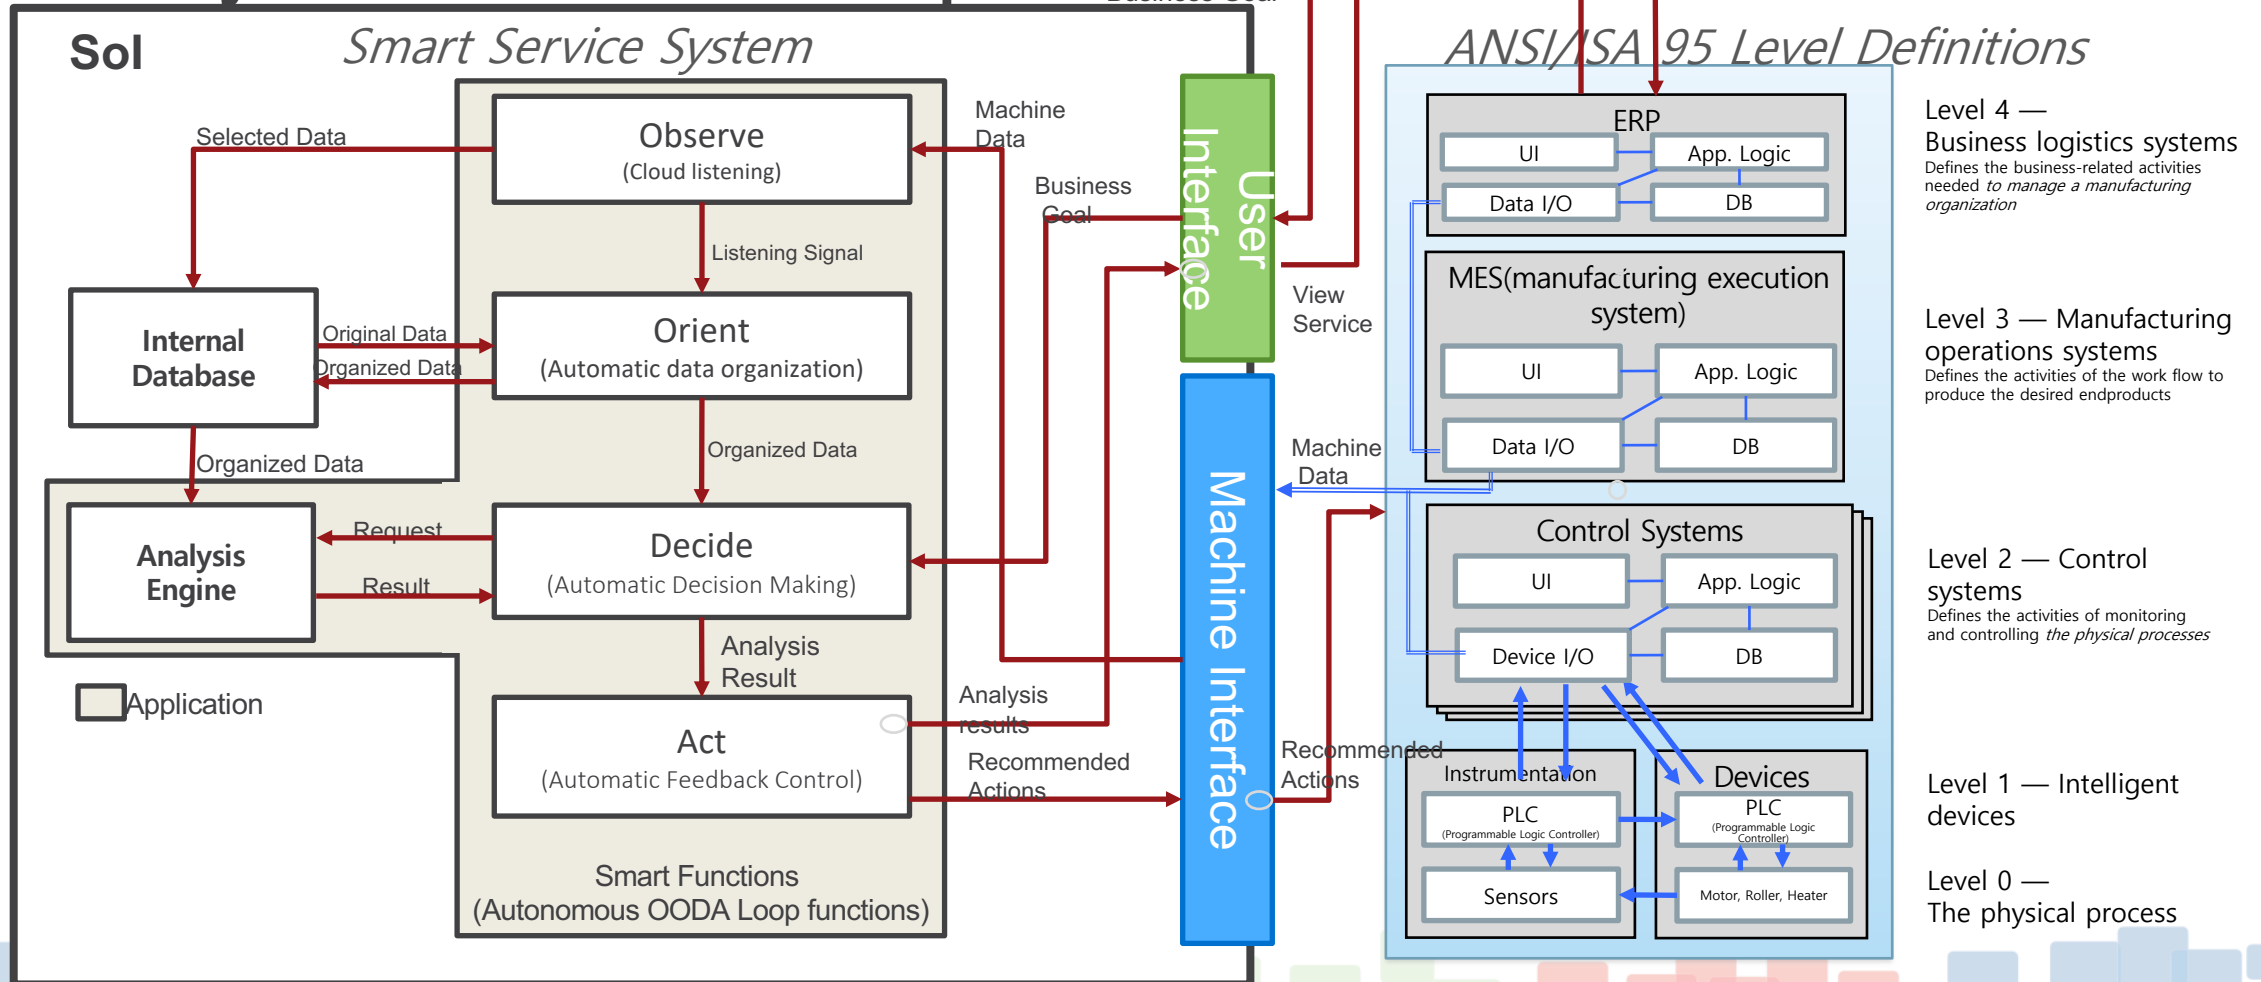 Business Goal
Sol
Smart Service System
ANSI/ISA 95 Level Definitions
Observe
(Cloud listening)
Selected Data
Machine
Data
Business
Goal
Listening Signal
User
Interface
View
Service
Internal
Database
Original Data
Organized Data
Orient
(Automatic data organization)
Organized Data
Organized Data
Analysis
Engine
Request
Result
Decide
(Automatic Decision Making)
Analysis
Result
Application
Act
(Automatic Feedback Control)
Analysis
results
Recommended
Actions
Smart Functions
(Autonomous OODA Loop functions)
Machine Interface
Machine
Data
Recommended
Actions
ERP
UI
App. Logic
Data I/O
DB
MES(manufacturing execution
system)
UI
App. Logic
Data I/O
DB
Control Systems
UI
App. Logic
Device I/O
DB
Instrumentation
PLC
(Programmable Logic Controller)
Sensors
Devices
PLC
(Programmable Logic
Controller)
Motor, Roller, Heater
Level 4 —
Business logistics systems
Defines the business-related activities
needed to manage a manufacturing
organization
Level 3 — Manufacturing
operations systems
Defines the activities of the work flow to
produce the desired endproducts
Level 2 — Control
systems
Defines the activities of monitoring
and controlling the physical processes
Level 1 — Intelligent
devices
Level 0 —
The physical process